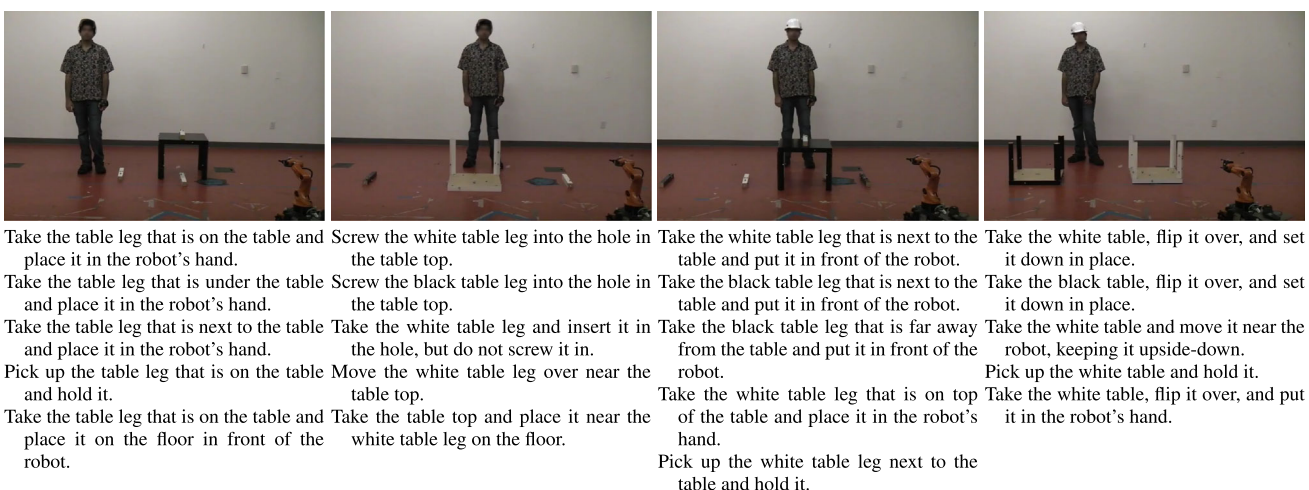 Take the table leg that is on the table and
place it in the robot's hand.
Take the table leg that is under the table
and place it in the robot's hand.
Take the table leg that is next to the table
and place it in the robot's hand.
Pick up the table leg that is on the table
and hold it.
Take the table leg that is on the table and
place it on the floor in front of the
robot.
Screw the white table leg into the hole in
the table top.
Screw the black table leg into the hole in
the table top.
Take the white table leg and insert it in
the hole, but do not screw it in.
Move the white table leg over near the
table top.
Take the table top and place it near the
white table leg on the floor.
Take the white table leg that is next to the
table and put it in front of the robot.
Take the black table leg that is next to the
table and put it in front of the robot.
Take the black table leg that is far away
from the table and put it in front of the
robot.
Take the white table leg that is on top
of the table and place it in the robot's
hand.
Pick up the white table leg next to the
table and hold it.
Take the white table, flip it over, and set
it down in place.
Take the black table, flip it over, and set
it down in place.
Take the white table and move it near the
robot, keeping it upside-down.
Pick up the white table and hold it.
Take the white table, flip it over, and put
it in the robot's hand.